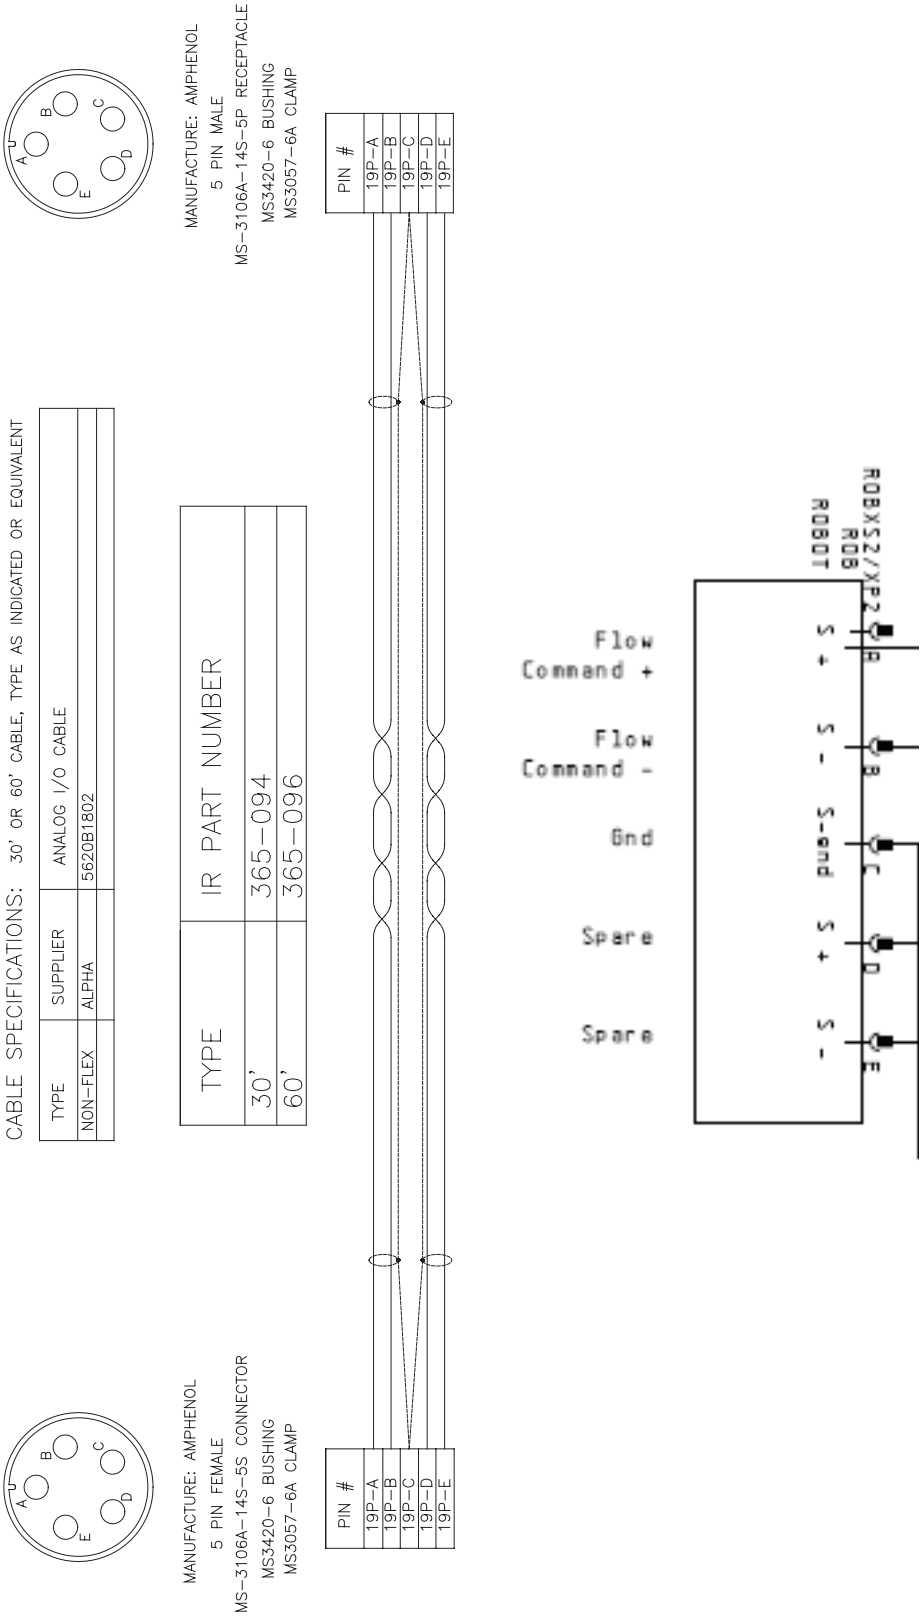 CABLE SPECIFICATIONS: 30' OR 60' CABLE, TYPE AS INDICATED OR EQUIVALENT
TYPE SUPPLIER ANALOG I/O CABLE
NON-FLEX ALPHA 5620B1802
TYPE IR PART NUMBER
30' 365-094
60' 365-096
A
B
C
D
E
MANUFACTURE: AMPHENOL
5 PIN FEMALE
MS-3106A-14S-5S CONNECTOR
MS3420-6 BUSHING
MS3057-6A CLAMP
PIN #
19P-A
19P-B
19P-C
19P-D
19P-E
A
B
C
D
E
MANUFACTURE: AMPHENOL
5 PIN MALE
MS-3106A-14S-5P RECEPTACLE
MS3420-6 BUSHING
MS3057-6A CLAMP
PIN #
19P-A
19P-B
19P-C
19P-D
19P-E
ROBXS2/XP2
ROB
ROBOT
Flow
Command +
S +
A
Flow
Command -
S -
B
Gnd
S-gnd
C
Spare
S +
D
Spare
S -
E